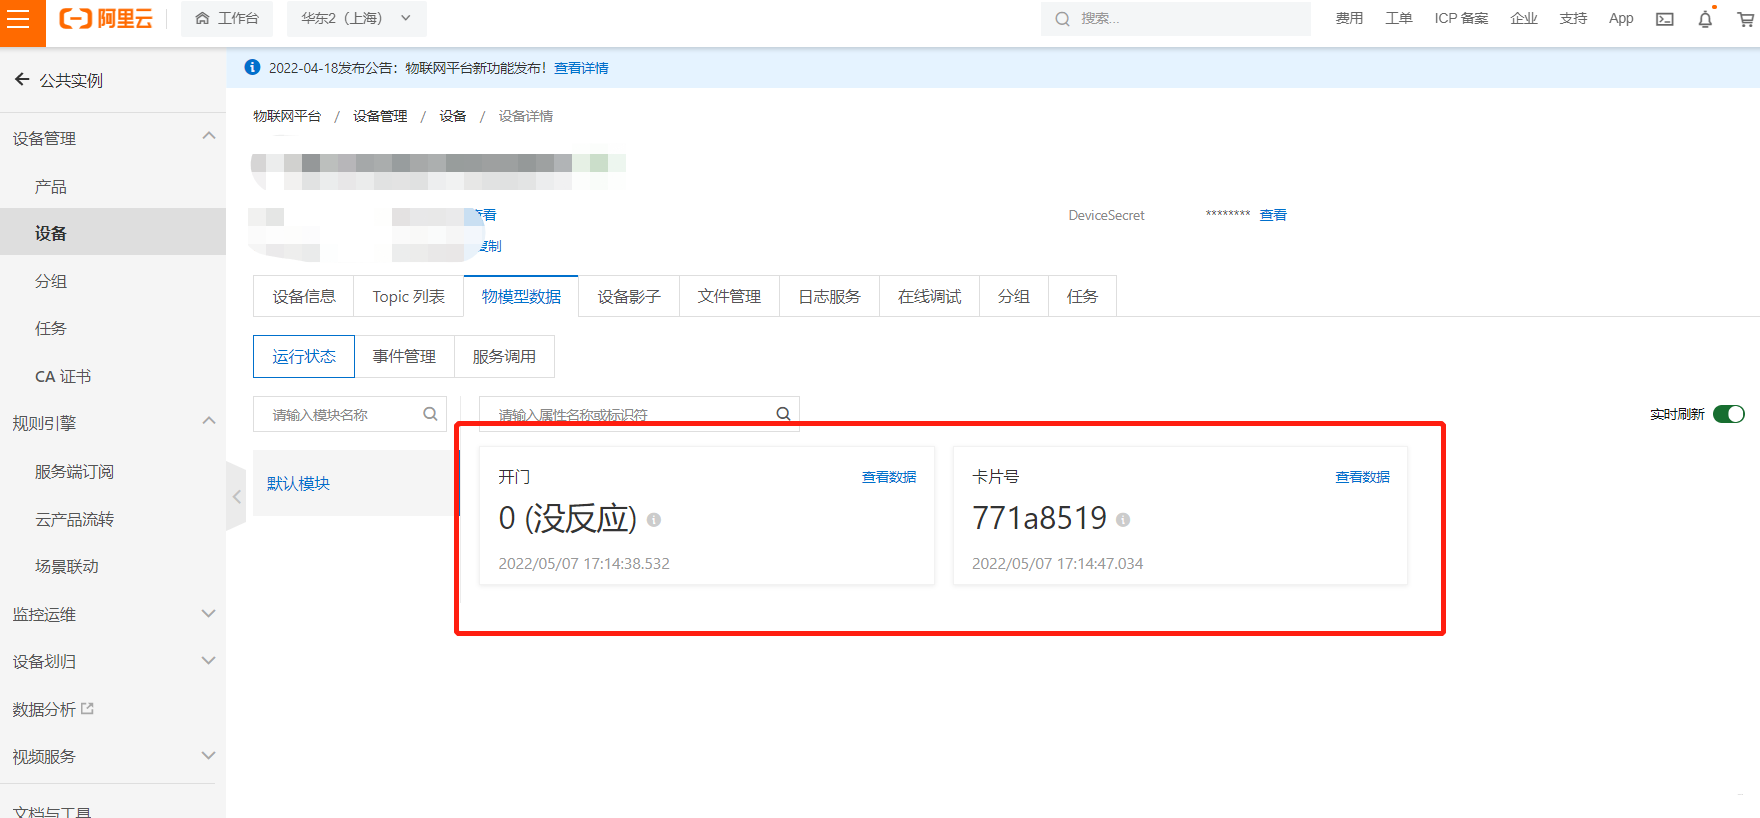 阿里云
工作台
华东2（上海）
搜索...
费用
工单
ICP 备案
企业
支持
App
公共实例
2022-04-18发布公告：物联网平台新功能发布！查看详情
物联网平台 / 设备管理 / 设备 / 设备详情
设备管理
产品
设备
分组
任务
CA 证书
规则引擎
服务端订阅
云产品流转
场景联动
监控运维
设备划归
数据分析
视频服务
文档与工具
查看
DeviceSecret
******** 查看
复制
设备信息
Topic 列表
物模型数据
设备影子
文件管理
日志服务
在线调试
分组
任务
运行状态
事件管理
服务调用
请输入模块名称
请输入属性名称或标识符
实时刷新
默认模块
开门
查看数据
0 (没反应)
2022/05/07 17:14:38.532
卡片号
查看数据
771a8519
2022/05/07 17:14:47.034